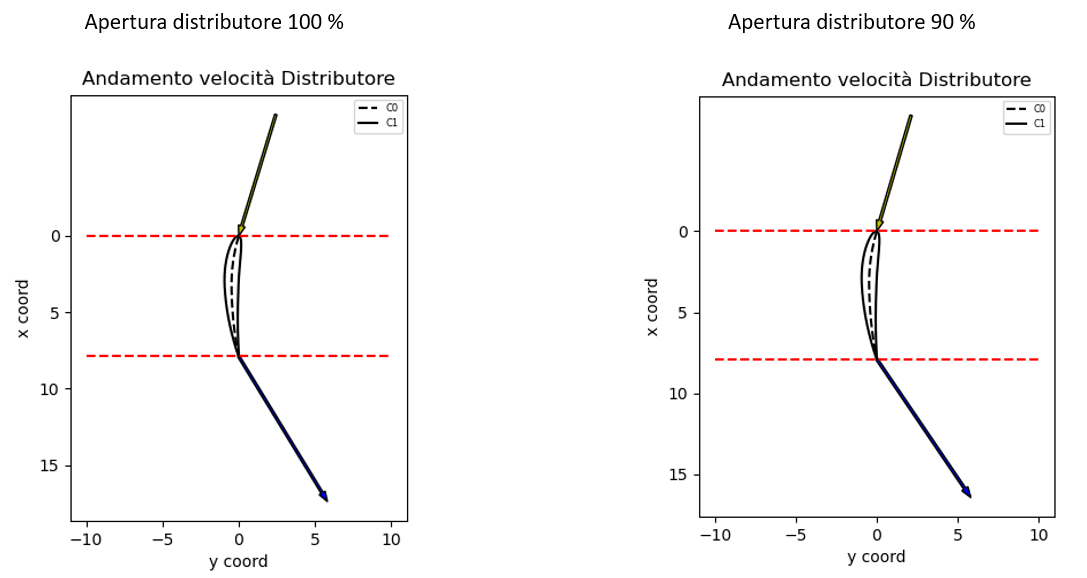 Apertura distributore 100 %
Andamento velocità Distributore
C0
C1
0
5
10
15
x coord
−10
−5
0
5
10
y coord
Apertura distributore 90 %
Andamento velocità Distributore
C0
C1
0
5
10
15
x coord
−10
−5
0
5
10
y coord